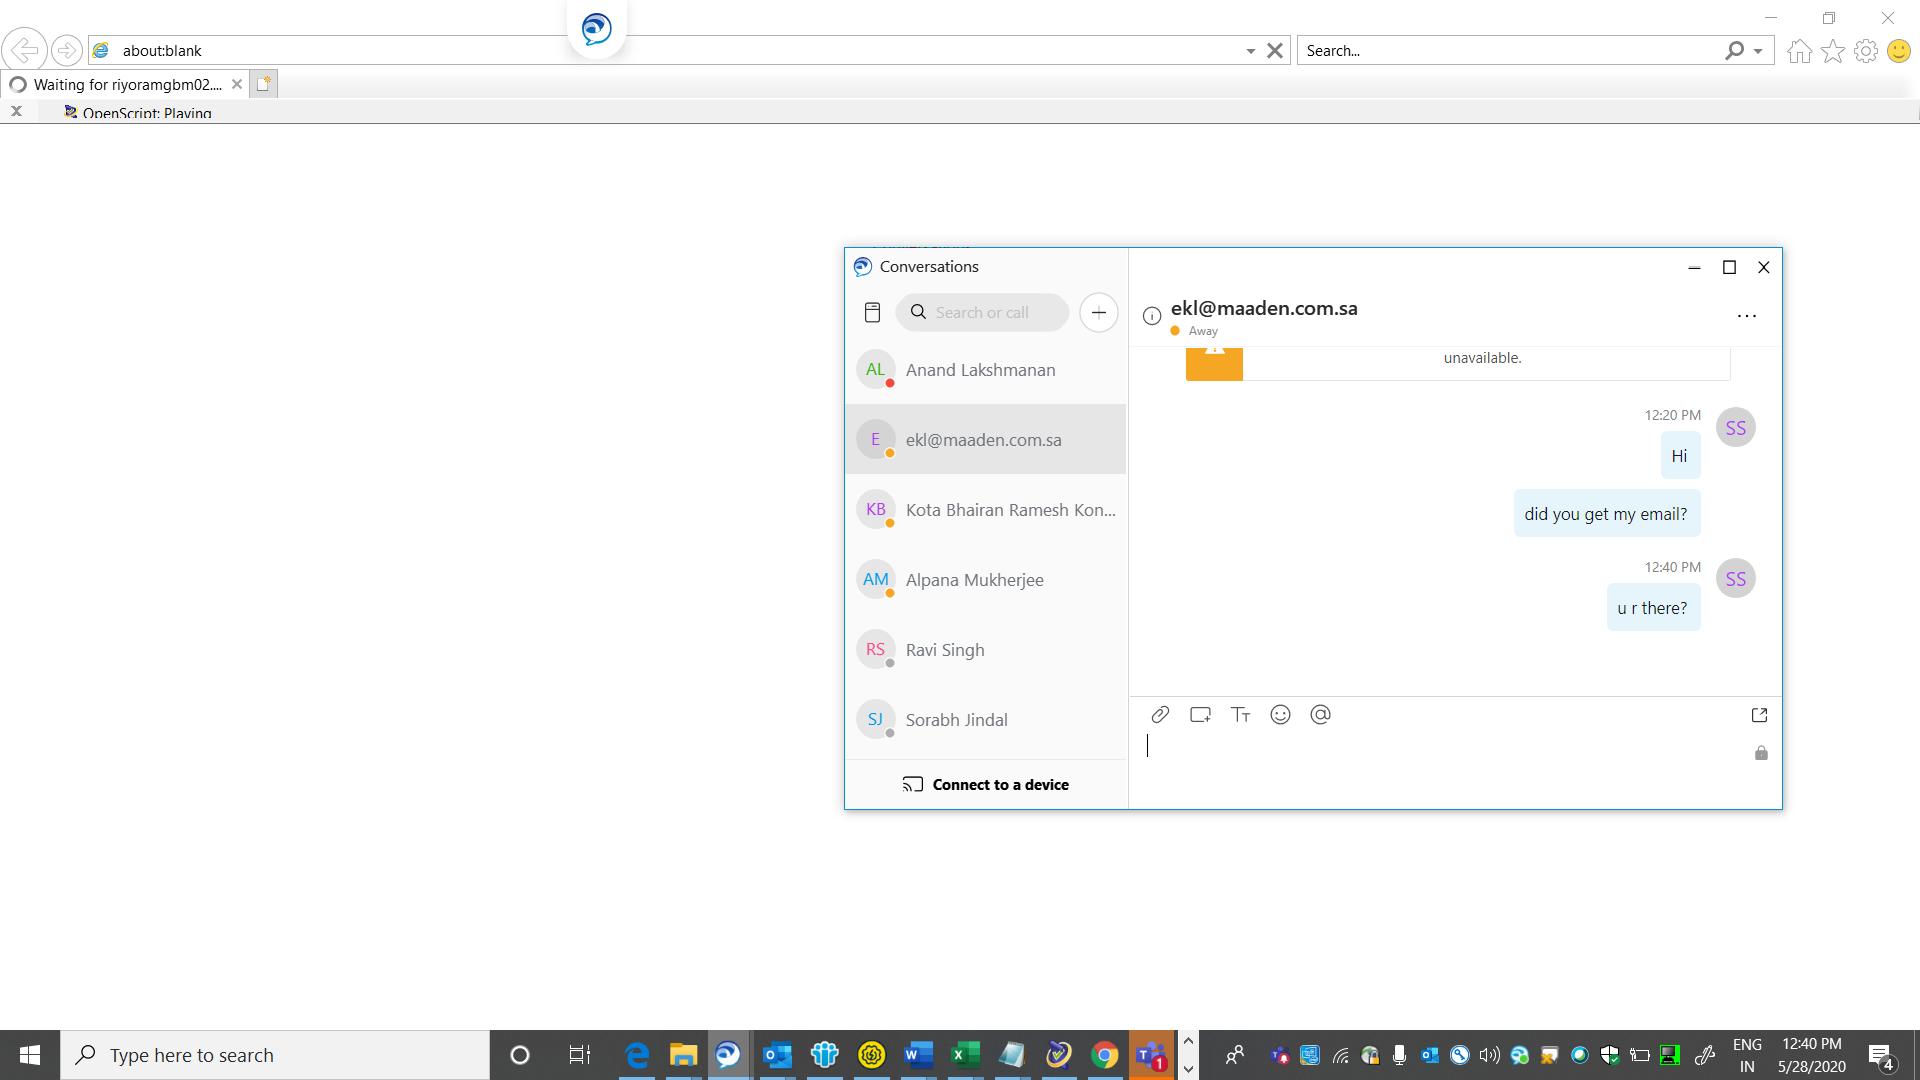 about:blank
Search...
Waiting for riyoramgbm02....
OpenScript: Playing
Conversations
Search or call
AL
Anand Lakshmanan
E
ekl@maaden.com.sa
KB
Kota Bhairan Ramesh Kon...
AM
Alpana Mukherjee
RS
Ravi Singh
SJ
Sorabh Jindal
Connect to a device
ekl@maaden.com.sa
...
Away
unavailable.
12:20 PM
SS
Hi
did you get my email?
12:40 PM
SS
u r there?
Type here to search
1
ENG
IN
12:40 PM
5/28/2020
4